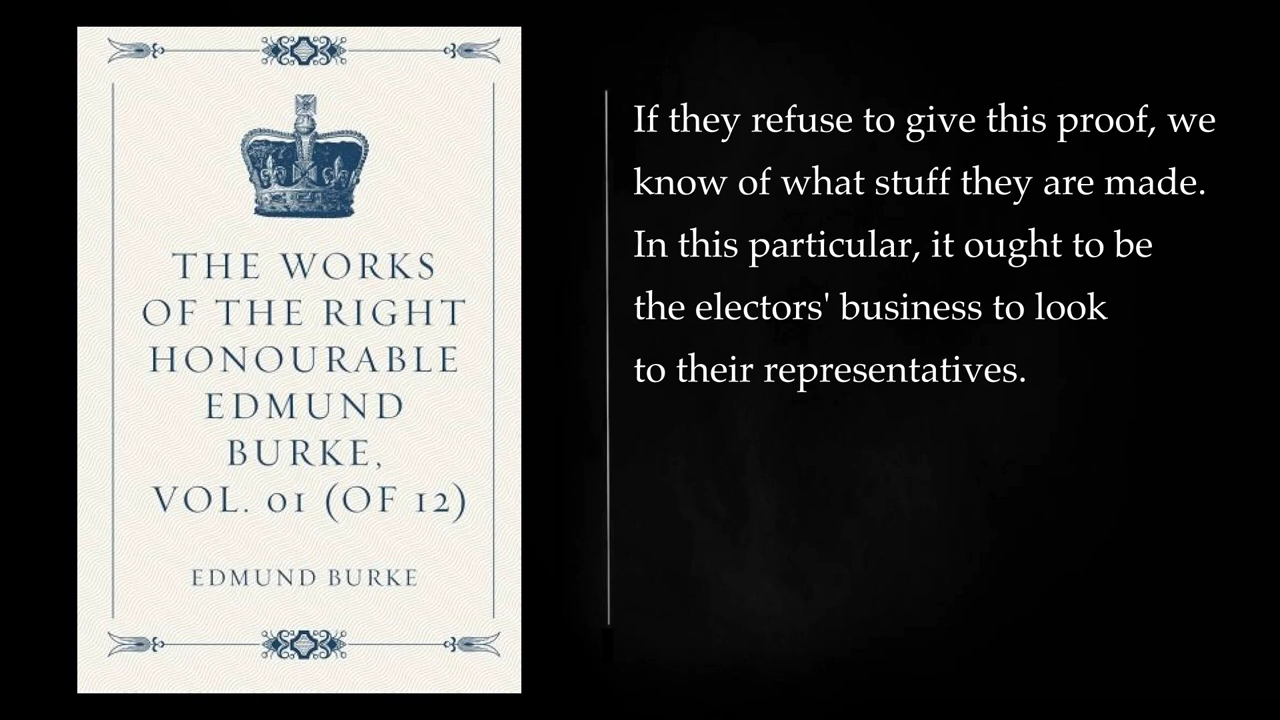 THE WORKS
OF THE RIGHT
HONOURABLE
EDMUND
BURKE,
VOL. 01 (OF 12)
EDMUND BURKE
If they refuse to give this proof, we
know of what stuff they are made.
In this particular, it ought to be
the electors' business to look
to their representatives.